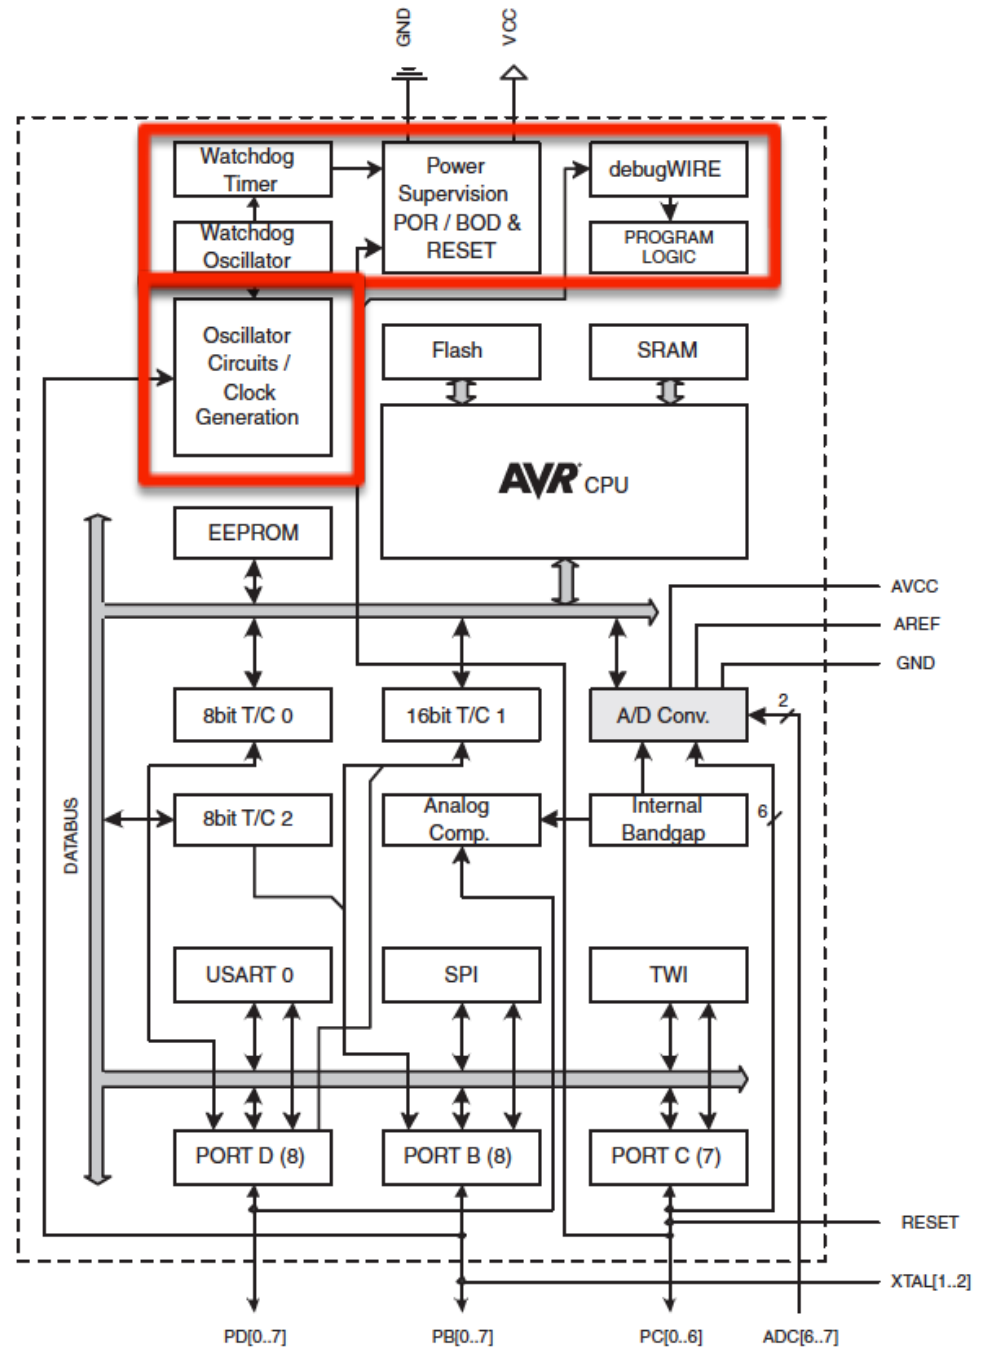 GND
VCC
Watchdog
Timer
Power
Supervision
POR / BOD &
RESET
debugWIRE
Watchdog
Oscillator
PROGRAM
LOGIC
Oscillator
Circuits /
Clock
Generation
Flash
SRAM
AVR CPU
EEPROM
AVCC
AREF
GND
8bit T/C 0
16bit T/C 1
A/D Conv.
2
DATABUS
8bit T/C 2
Analog
Comp.
Internal
Bandgap
6
USART 0
SPI
TWI
PORT D (8)
PORT B (8)
PORT C (7)
RESET
XTAL[1..2]
PD[0..7]
PB[0..7]
PC[0..6]
ADC[6..7]